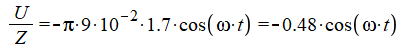 U/Z = -π·9·10⁻²·1.7·cos(ω·t) = -0.48·cos(ω·t)